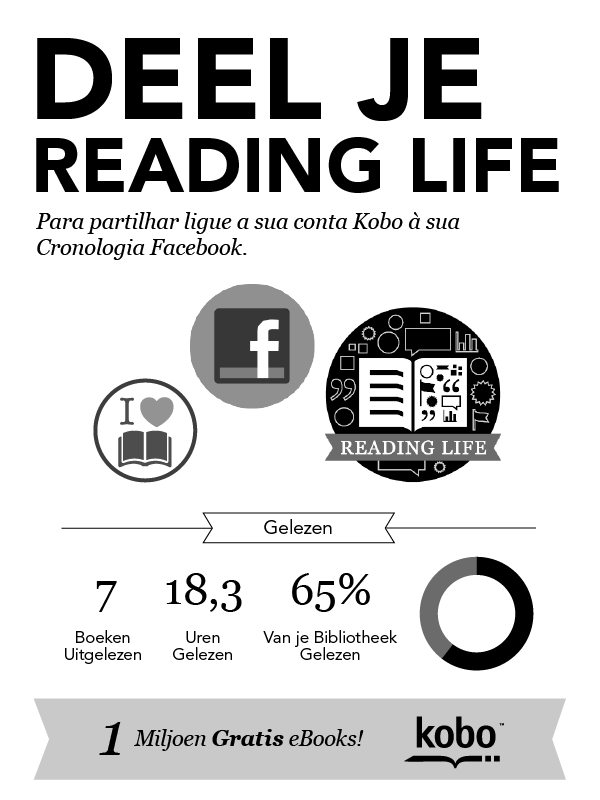 DEEL JE
READING LIFE
Para partilhar ligue a sua conta Kobo à sua
Cronologia Facebook.
f
I
READING LIFE
Gelezen
7
Boeken
Uitgelezen
18,3
Uren
Gelezen
65%
Van je Bibliotheek
Gelezen
1 Miljoen Gratis eBooks!
kobo™